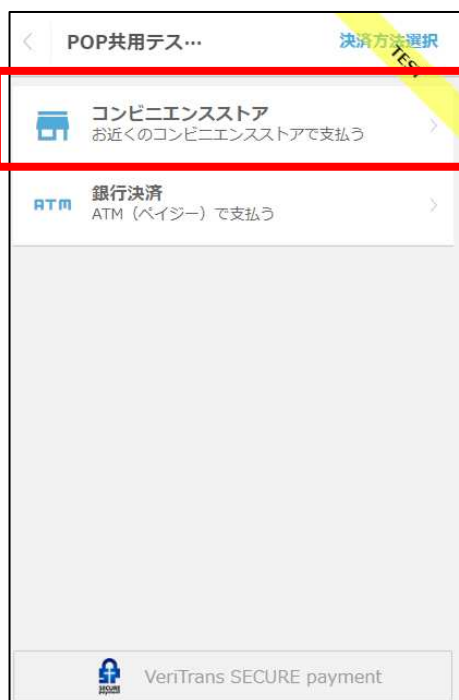 POP共用テス… 決済方法選択
TEST
コンビニエンスストア
お近くのコンビニエンスストアで支払う
ATM 銀行決済
ATM（ペイジー）で支払う
SECURE payment VeriTrans SECURE payment